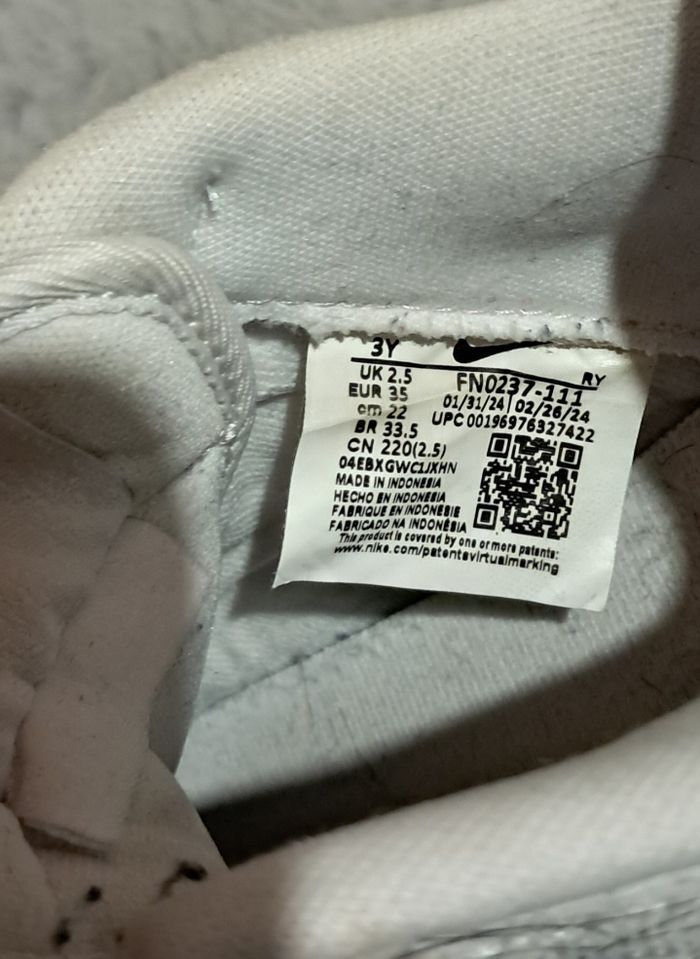 3Y
UK 2.5
EUR 35
cm 22
BR 33.5
CN 220(2.5)
04EBXGWC1JXHN
RY
FN0237-111
01/31/24 | 02/26/24
UPC 00196976327422
MADE IN INDONESIA
HECHO EN INDONESIA
FABRIQUE EN INDONESIE
FABRICADO NA INDONÉSIA
This product is covered by one or more patents:
www.nike.com/patentsvirtualmarking